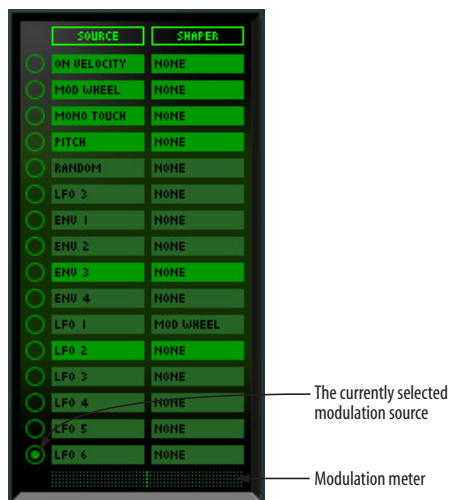 SOURCE SHAPER
ON VELOCITY NONE
MOD WHEEL NONE
MONO TOUCH NONE
PITCH NONE
RANDOM NONE
LFO 3 NONE
ENV 1 NONE
ENV 2 NONE
ENV 3 NONE
ENV 4 NONE
LFO 1 MOD WHEEL
LFO 2 NONE
LFO 3 NONE
LFO 4 NONE
LFO 5 NONE
LFO 6 NONE
The currently selected
modulation source
Modulation meter